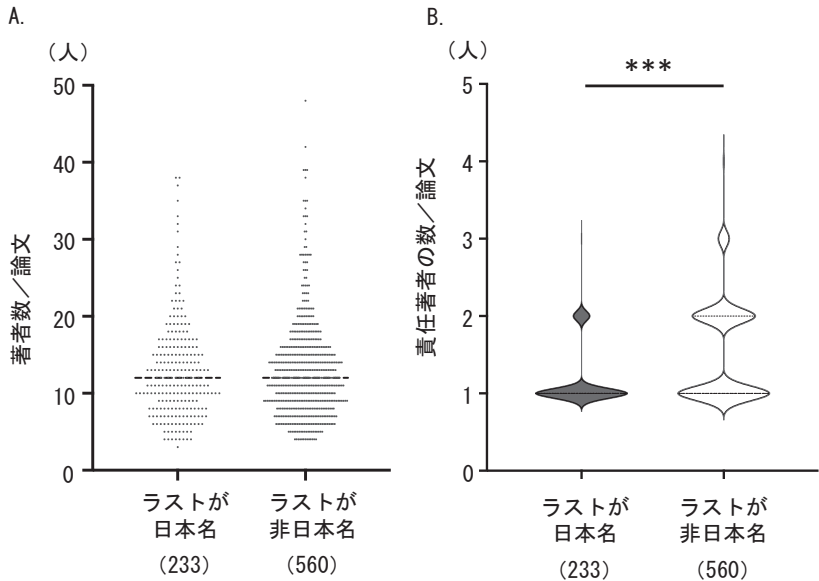 A.
（人）
50
40
30
20
10
0
著者数／論文
ラストが
日本名
（233）
ラストが
非日本名
（560）
B.
（人）
***
5
4
3
2
1
0
責任著者の数／論文
ラストが
日本名
（233）
ラストが
非日本名
（560）